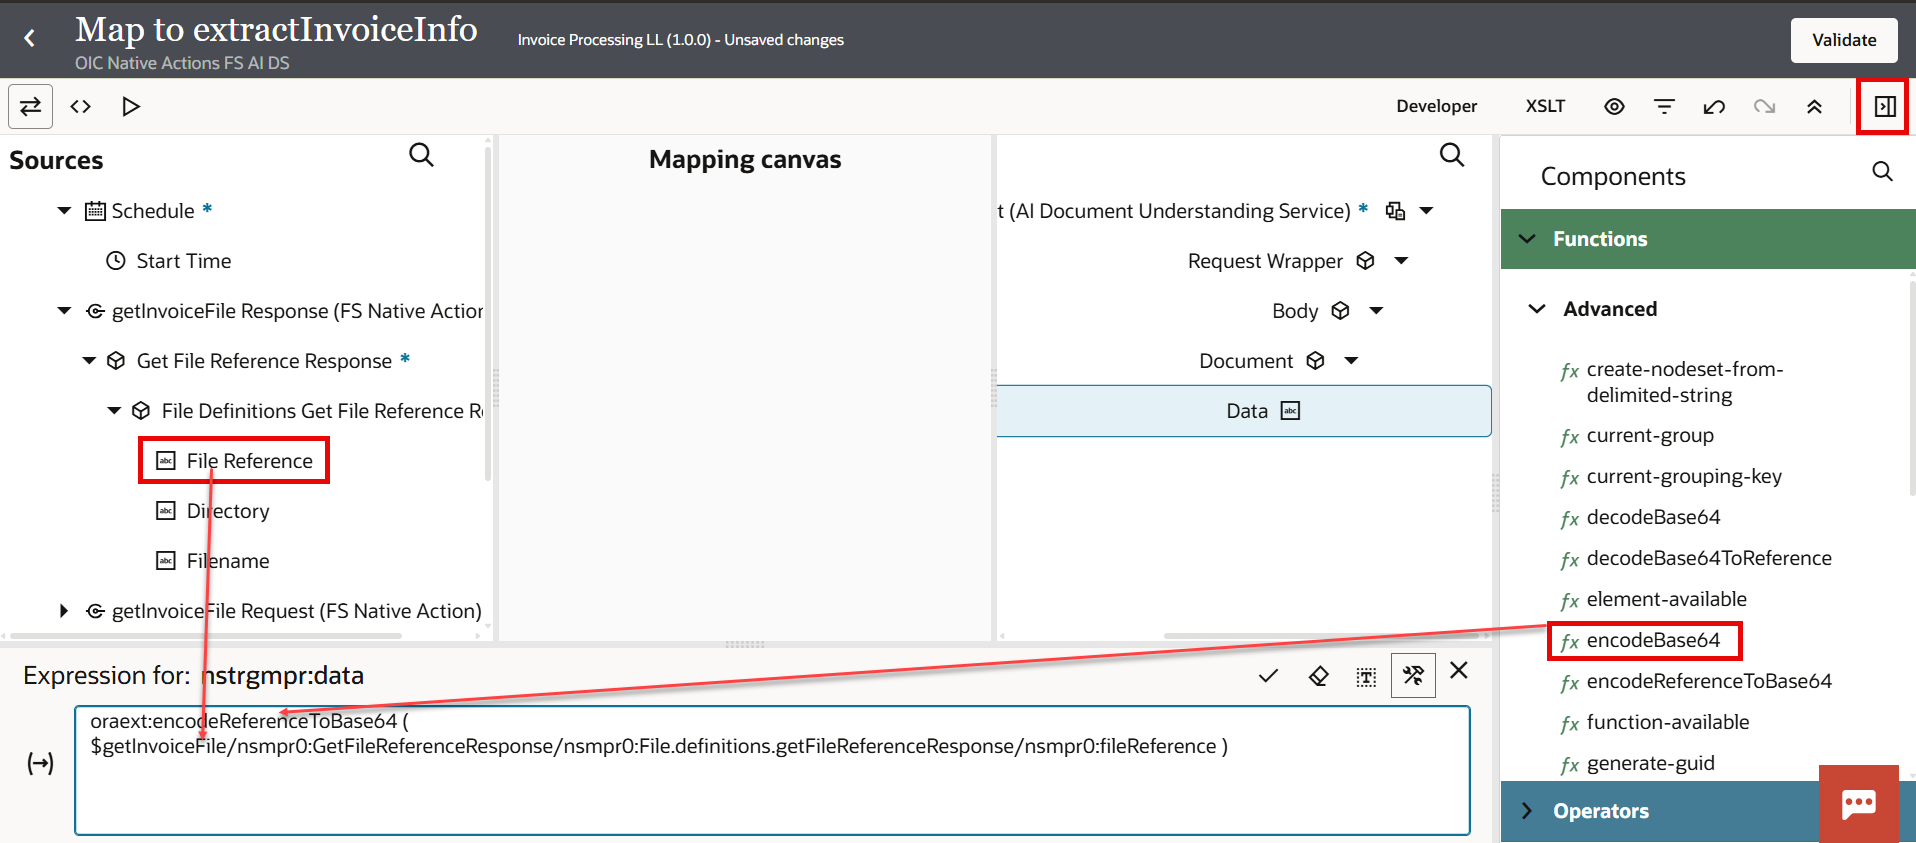 Map to extractInvoiceInfo
OIC Native Actions FS AI DS
Invoice Processing LL (1.0.0) - Unsaved changes
Validate
Developer
XSLT
Sources
Schedule *
Start Time
getInvoiceFile Response (FS Native Action
Get File Reference Response *
File Definitions Get File Reference R
File Reference
Directory
Filename
getInvoiceFile Request (FS Native Action)
Mapping canvas
t (AI Document Understanding Service) *
Request Wrapper
Body
Document
Data
Components
Functions
Advanced
fx create-nodeset-from-
delimited-string
fx current-group
fx current-grouping-key
fx decodeBase64
fx decodeBase64ToReference
fx element-available
fx encodeBase64
fx encodeReferenceToBase64
fx function-available
fx generate-guid
Operators
Expression for: nstrgmpr:data
oraext:encodeReferenceToBase64 (
$getInvoiceFile/nsmpr0:GetFileReferenceResponse/nsmpr0:File.definitions.getFileReferenceResponse/nsmpr0:fileReference )